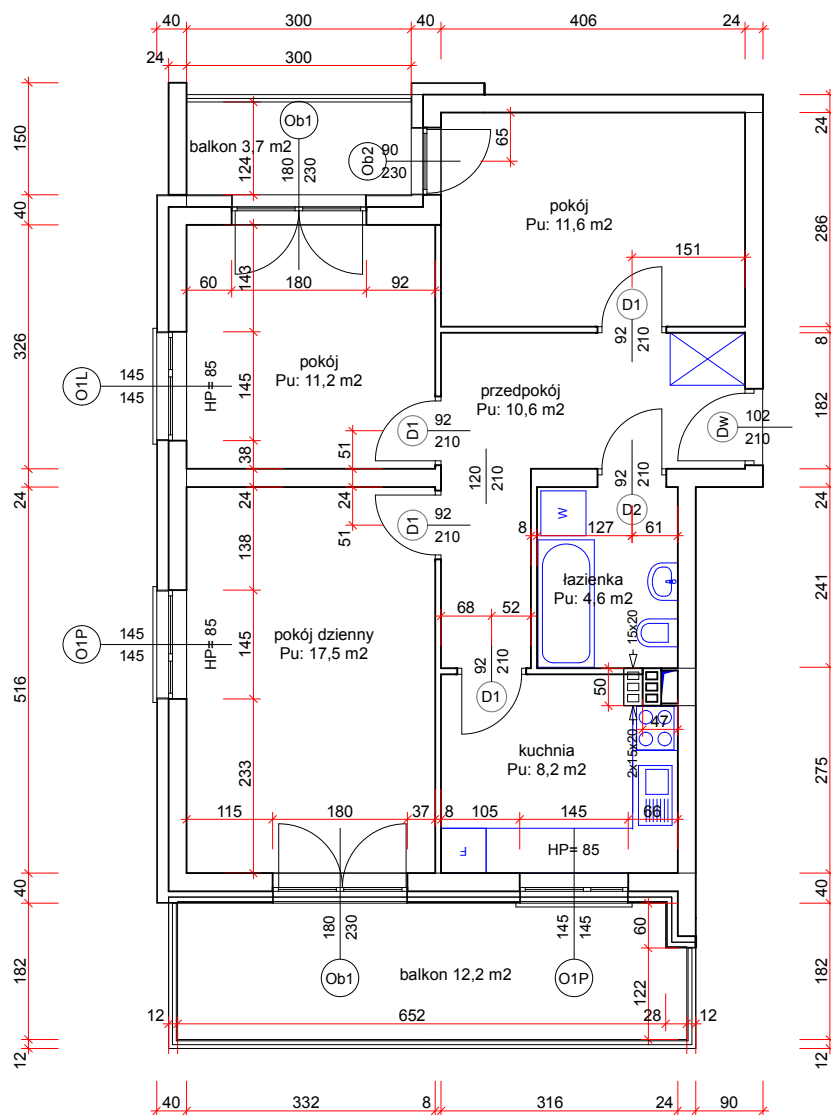 40 300 40 406 24
24 300
150
40
326
24
516
40
182
12
24
286
8
182
24
241
275
40
182
12
balkon 3,7 m2
124
Ob1
180
230
Ob2
90
230
65
pokój
Pu: 11,6 m2
151
D1
92
210
60 180 92
143
145
38
O1L
145
145
HP= 85
pokój
Pu: 11,2 m2
przedpokój
Pu: 10,6 m2
D1
92
210
51
Dw
102
210
120
210
D2
92
210
24
24
51
D1
92
210
W
8 127 61
138
145
233
O1P
145
145
HP= 85
pokój dzienny
Pu: 17,5 m2
łazienka
Pu: 4,6 m2
68 52
92
210
D1
15x20
50
47
2x15x20
kuchnia
Pu: 8,2 m2
115 180 37 8 105 145 66
F
HP= 85
180
230
Ob1
145
145
O1P
60
122
balkon 12,2 m2
12 652 28 12
40 332 8 316 24 90